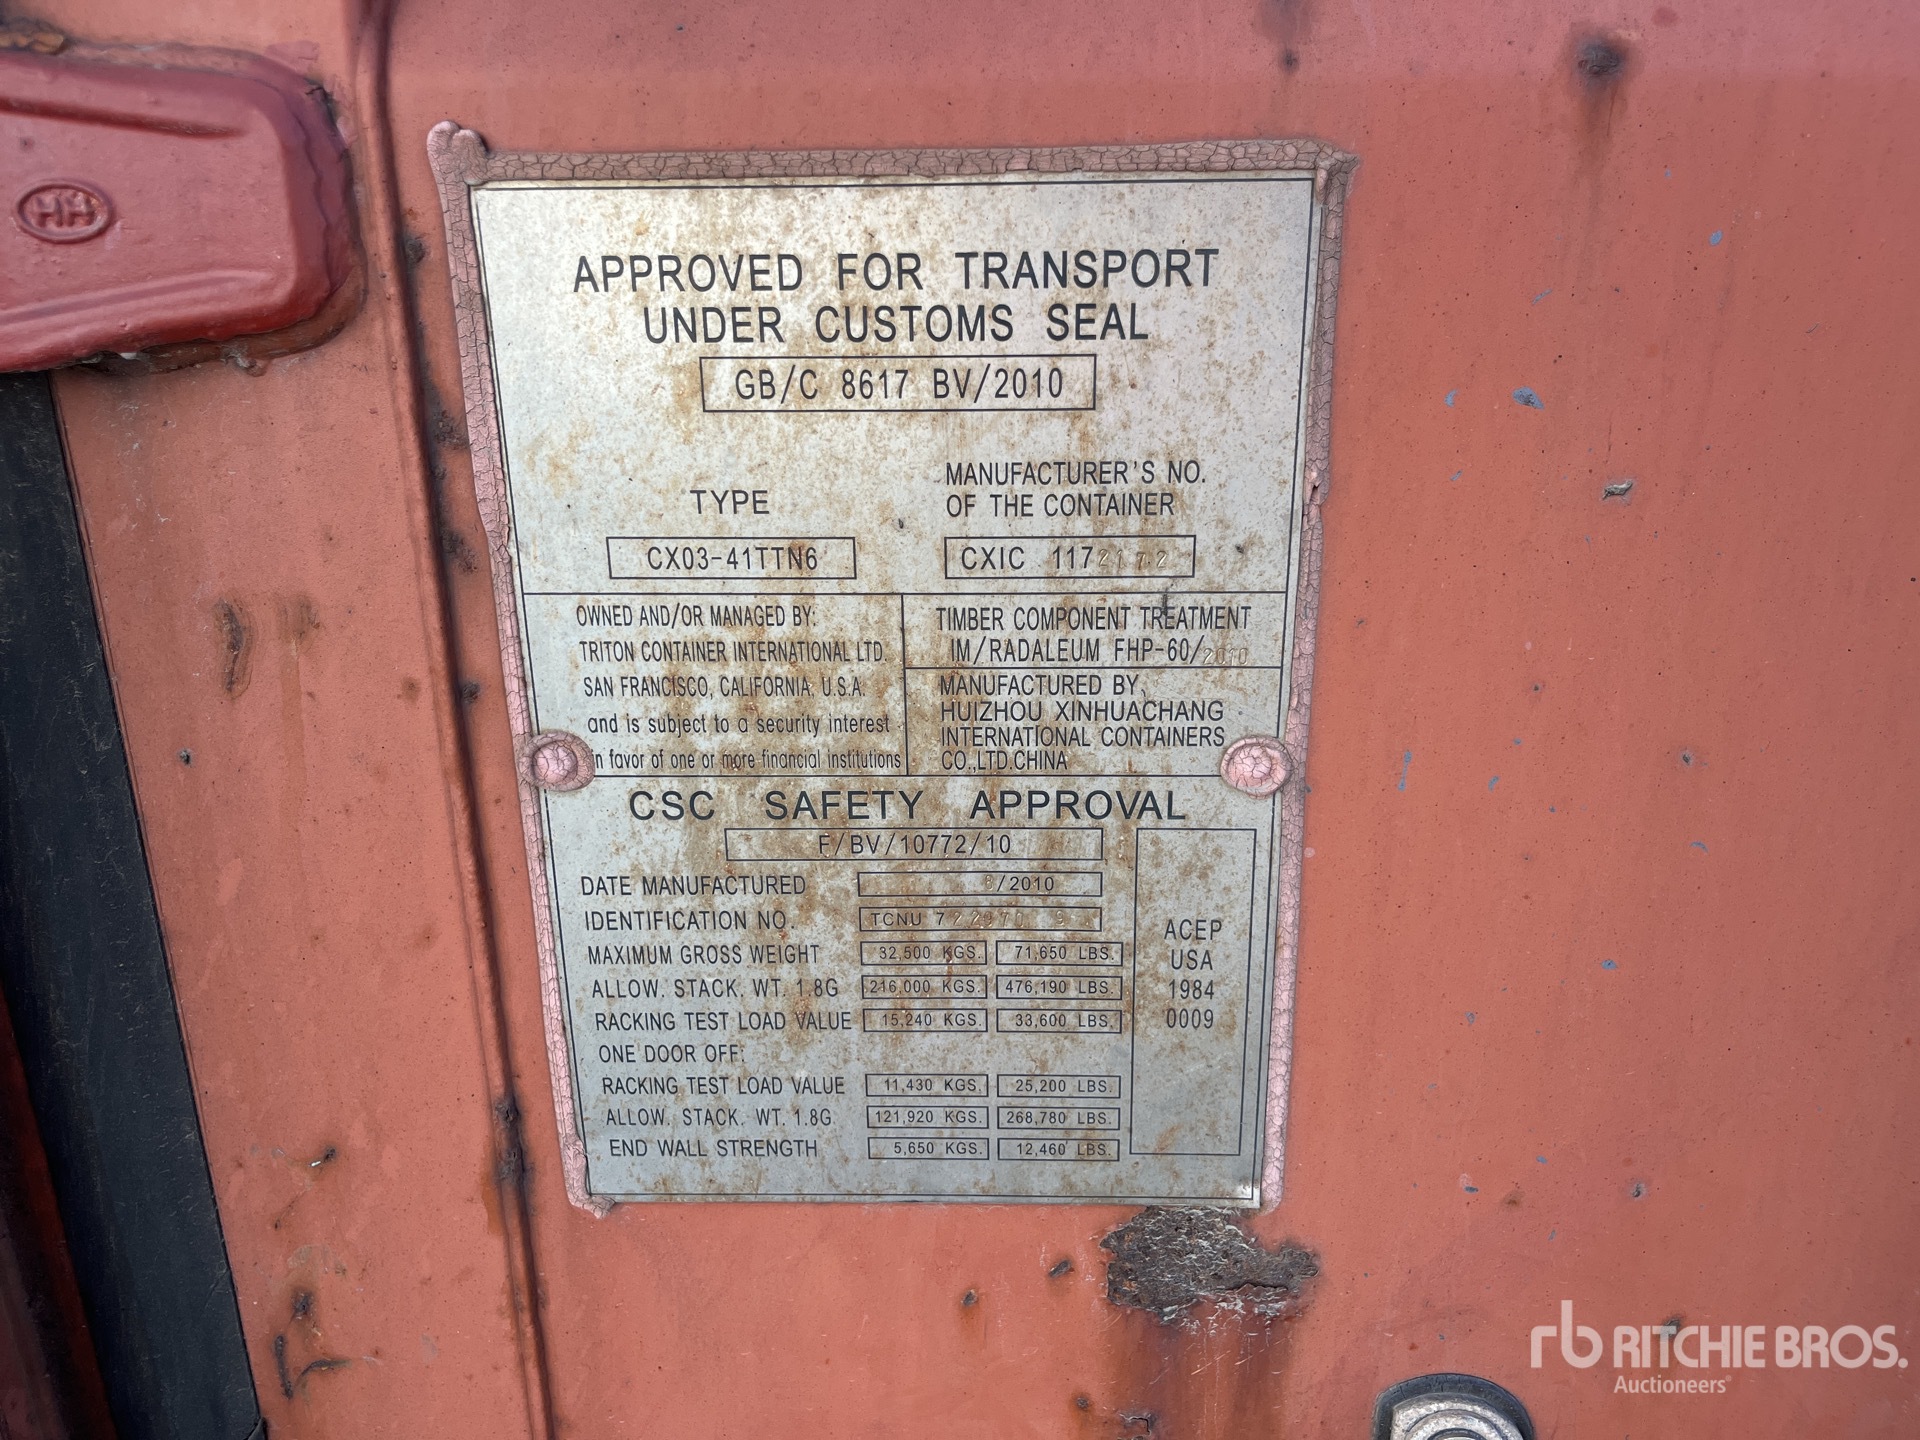 HH
APPROVED FOR TRANSPORT
UNDER CUSTOMS SEAL
GB/C 8617 BV/2010
TYPE
CX03-41TTN6
MANUFACTURER'S NO.
OF THE CONTAINER
CXIC 1172172
OWNED AND/OR MANAGED BY:
TRITON CONTAINER INTERNATIONAL LTD.
SAN FRANCISCO, CALIFORNIA. U.S.A.
and is subject to a security interest
in favor of one or more financial institutions
TIMBER COMPONENT TREATMENT
IM/RADALEUM FHP-60/2010
MANUFACTURED BY
HUIZHOU XINHUACHANG
INTERNATIONAL CONTAINERS
CO.,LTD.CHINA
CSC SAFETY APPROVAL
F/BV/10772/10
DATE MANUFACTURED 8/2010
IDENTIFICATION NO. TCNU
MAXIMUM GROSS WEIGHT 32,500 KGS. 71,650 LBS.
ALLOW. STACK. WT. 1.8G 216,000 KGS. 476,190 LBS.
RACKING TEST LOAD VALUE 15,240 KGS. 33,600 LBS.
ONE DOOR OFF:
RACKING TEST LOAD VALUE 11,430 KGS. 25,200 LBS.
ALLOW. STACK. WT. 1.8G 121,920 KGS. 268,780 LBS.
END WALL STRENGTH 5,650 KGS. 12,460 LBS.
ACEP
USA
1984
0009
rb RITCHIE BROS.
Auctioneers